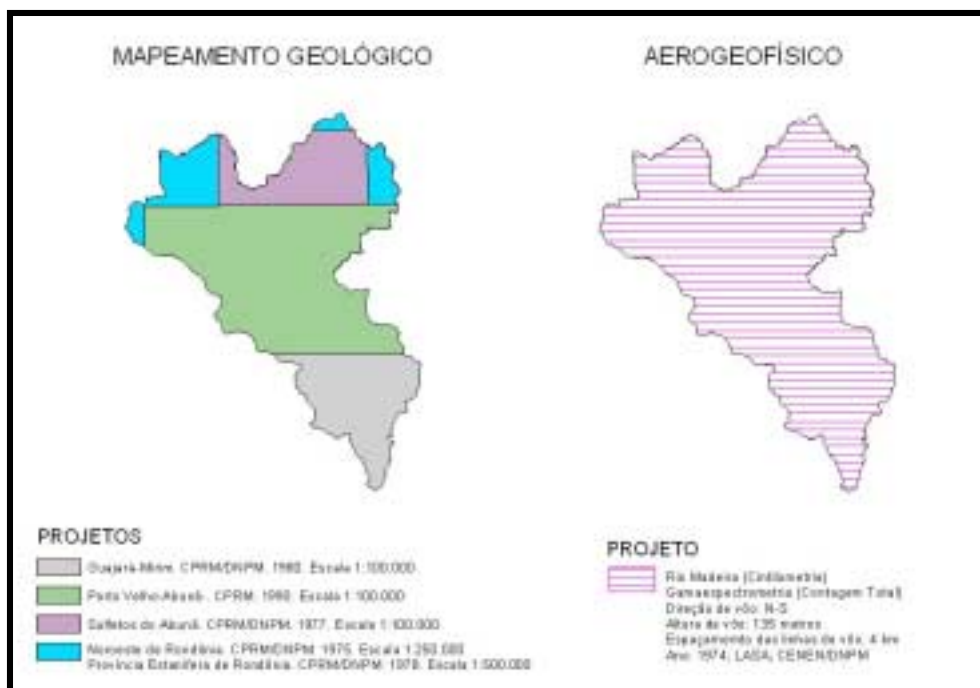 MAPEAMENTO GEOLÓGICO
AEROGEOFÍSICO
PROJETOS
Guajará-Mirim. CPRM/DNPM. 1980. Escala 1:100.000
Porto Velho-Abunã. CPRM. 1990. Escala 1:100.000
Sulfetos do Abunã. CPRM/DNPM. 1977. Escala 1:100.000
Noroeste de Rondônia. CPRM/DNPM. 1975. Escala 1:250.000
Província Estanífera de Rondônia. CPRM/DNPM. 1978. Escala 1:500.000
PROJETO
Rio Madeira (Cintilometria)
Gamaespectrometria (Contagem Total)
Direção de vôo: N-S
Altura de vôo: 135 metros
Espaçamento das linhas de vôo: 4 km
Ano: 1974, LASA, CENEN/DNPM